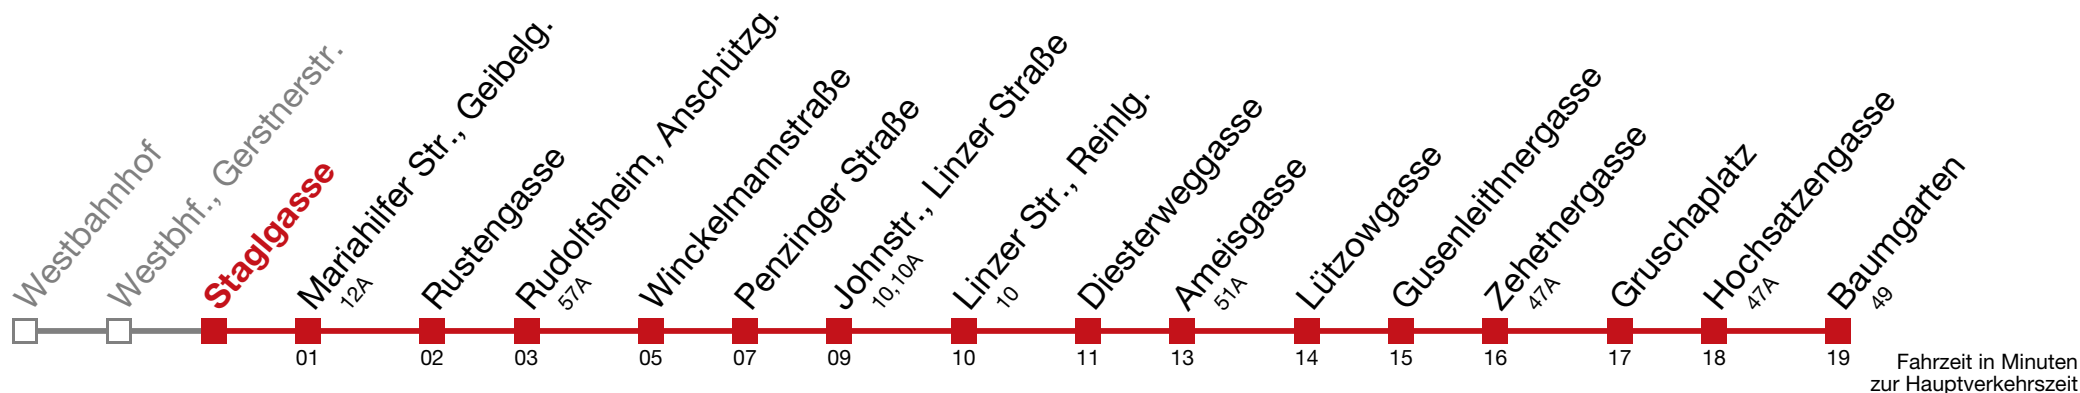 Westbahnhof
Westbhf., Gerstnerstr.
Staglgasse
Mariahilfer Str., Geibelg.
12A
Rustengasse
Rudolfsheim, Anschützg.
57A
Winckelmannstraße
Penzinger Straße
Johnstr., Linzer Straße
10,10A
Linzer Str., Reinlg.
10
Diesterweggasse
Ameisgasse
51A
Lützowgasse
Gusenleithnergasse
Zehetnergasse
47A
Gruschaplatz
Hochsatzengasse
47A
Baumgarten
49
01 02 03 05 07 09 10 11 13 14 15 16 17 18 19
Fahrzeit in Minuten
zur Hauptverkehrszeit